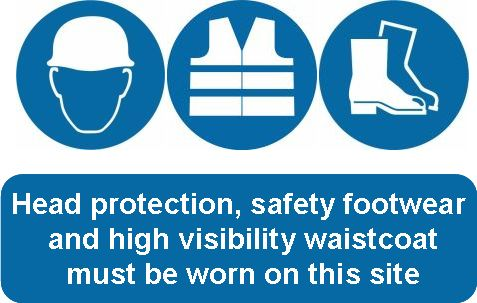 Head protection, safety footwear
and high visibility waistcoat
must be worn on this site